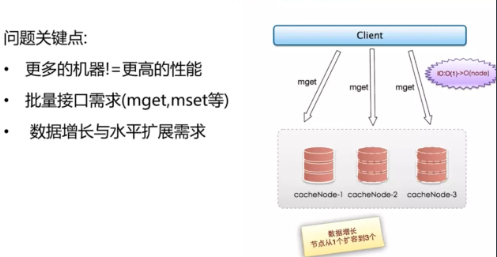 问题关键点:
• 更多的机器!=更高的性能
• 批量接口需求(mget,mset等)
• 数据增长与水平扩展需求
Client
mget
mget
mget
IO:O(1)->O(node)
cacheNode-1 cacheNode-2 cacheNode-3
数据增长
节点从1个扩容到3个